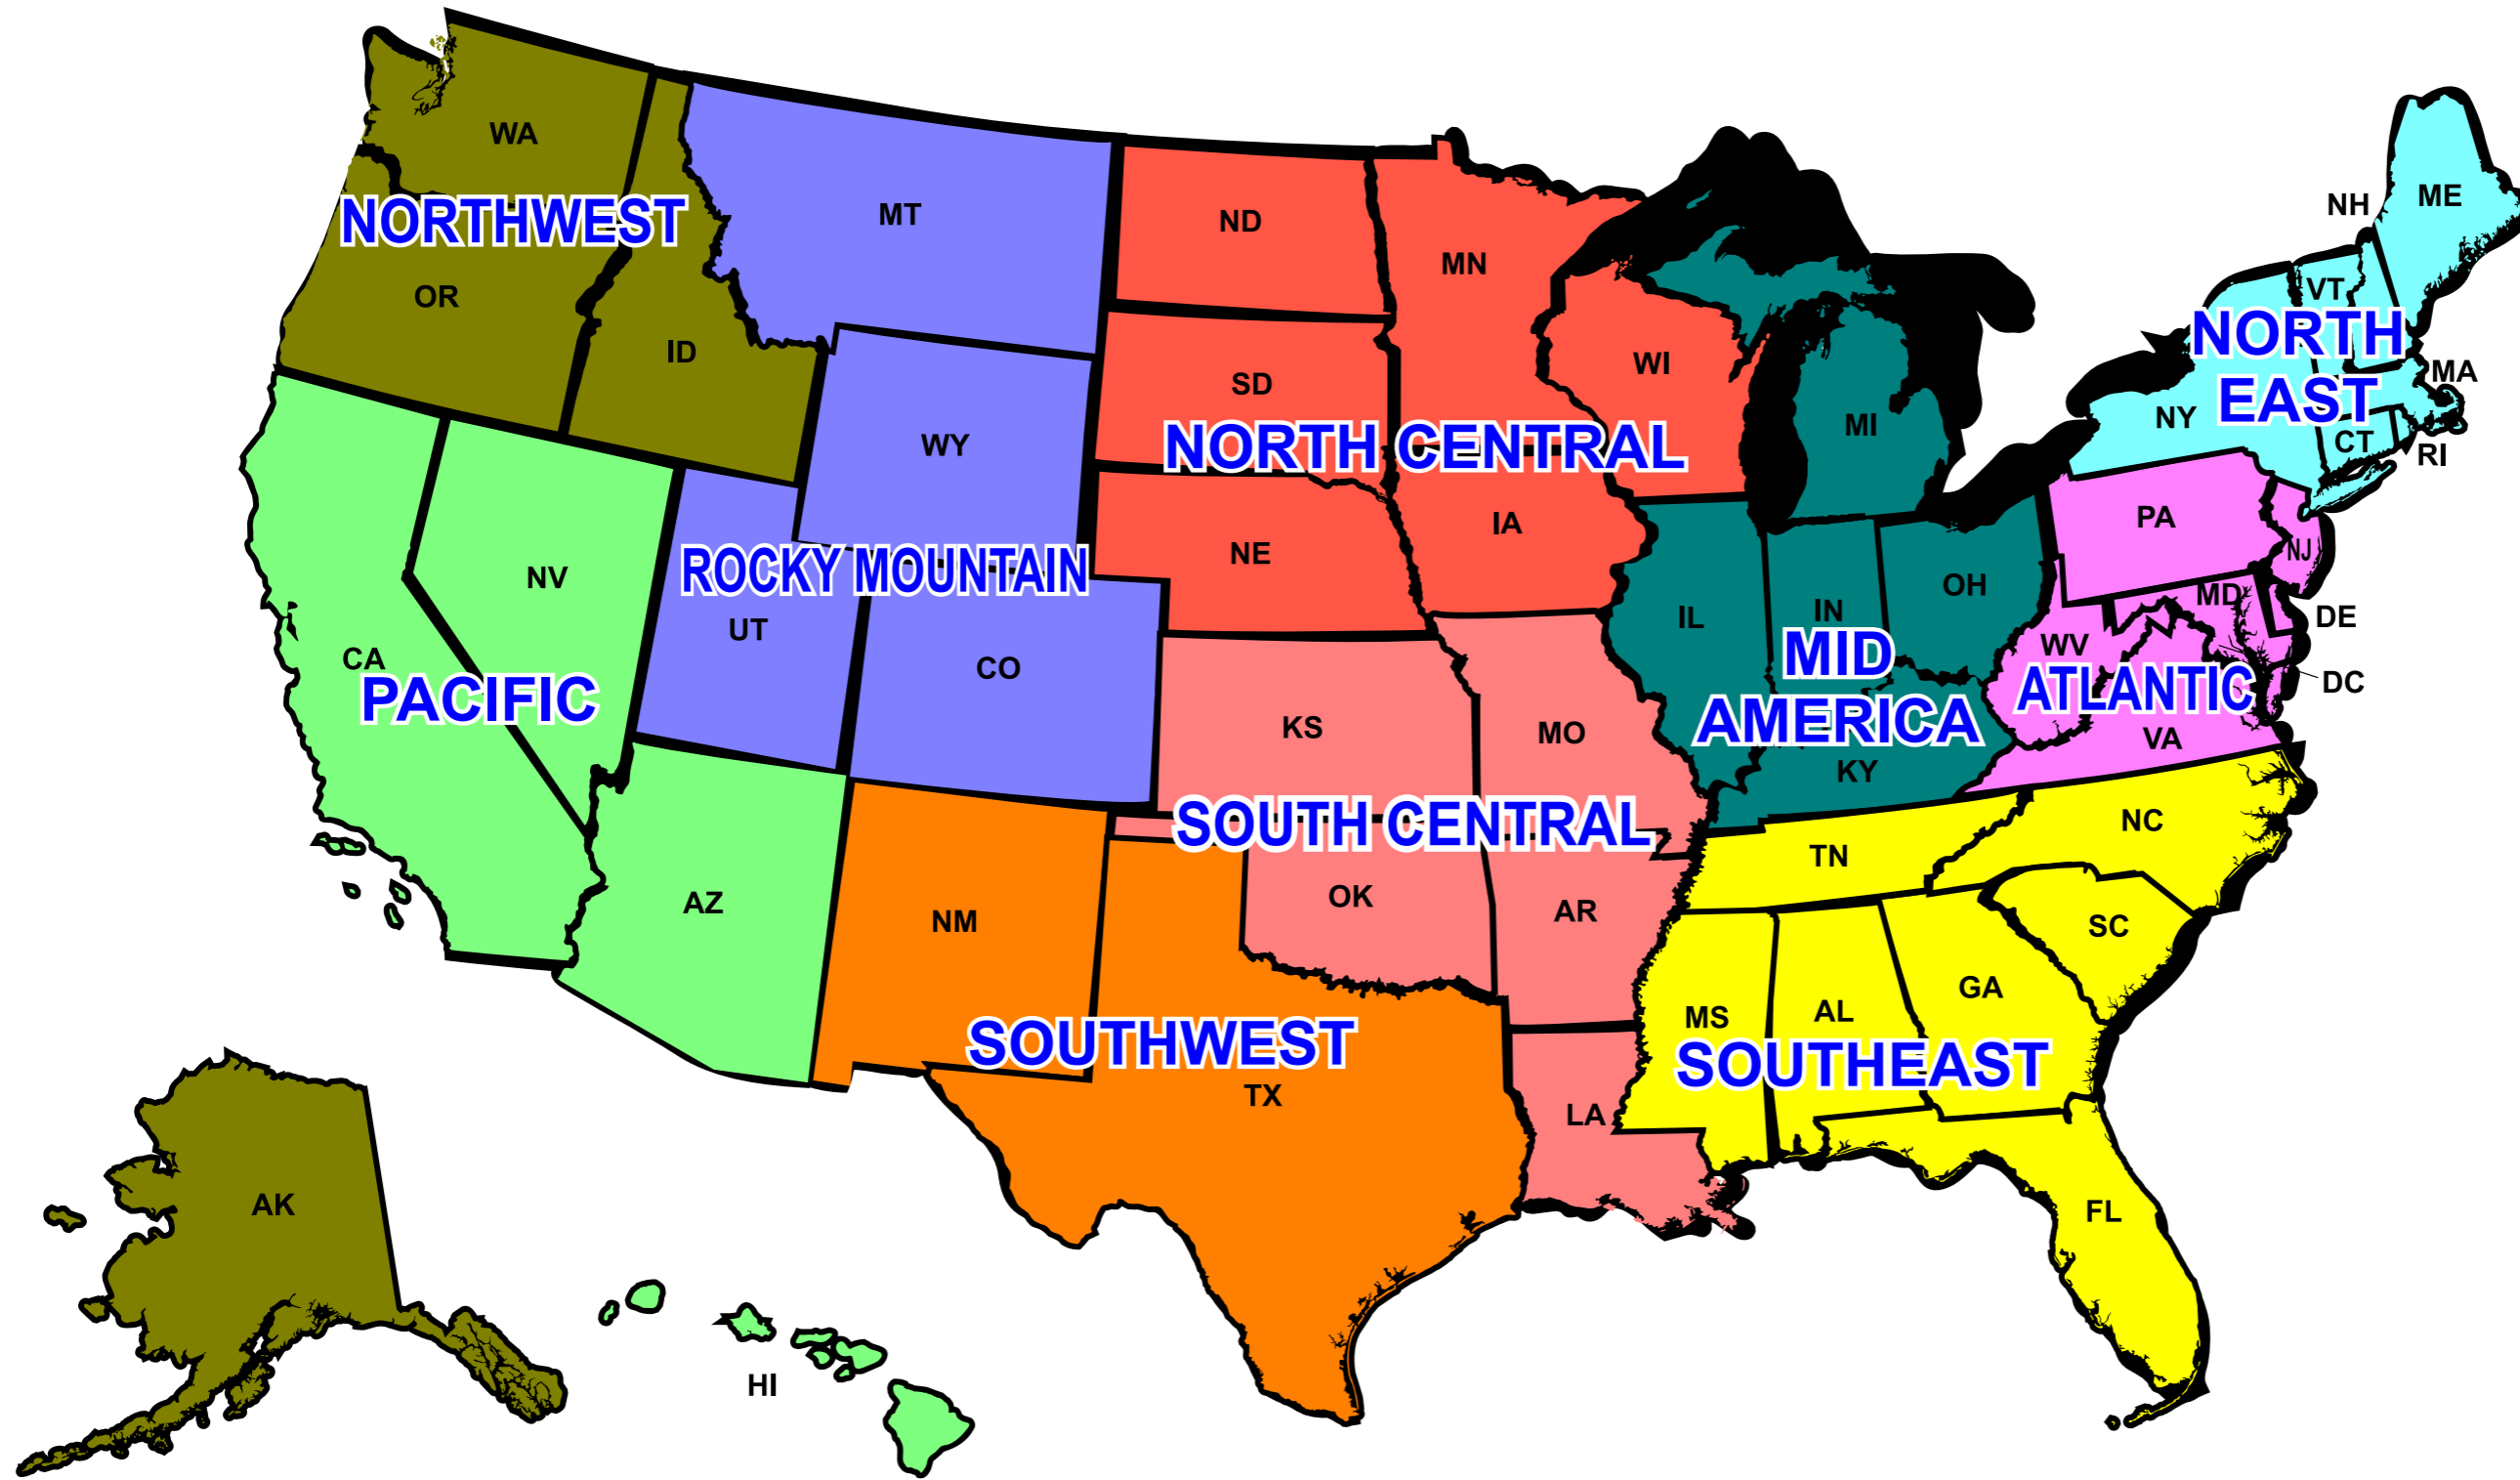 WA
NORTHWEST
OR
ID
MT
WY
ROCKY MOUNTAIN
UT
CO
NV
CA
PACIFIC
AZ
ND
MN
SD
WI
NORTH CENTRAL
NE
IA
MI
IL
IN
OH
MID
AMERICA
KY
KS
MO
SOUTH CENTRAL
OK
AR
LA
NM
SOUTHWEST
TX
ME
NH
VT
NORTH
EAST
MA
NY
CT
RI
PA
NJ
MD
DE
WV
ATLANTIC
DC
VA
NC
TN
SC
GA
MS
AL
SOUTHEAST
FL
AK
HI